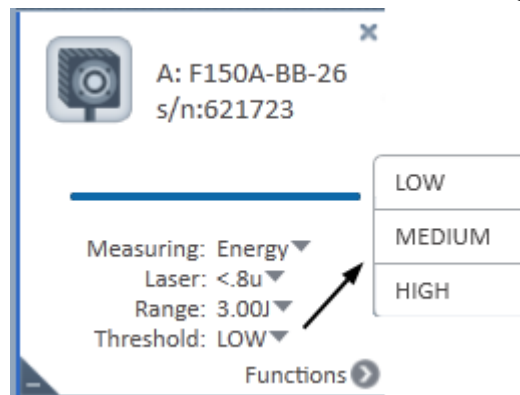 A: F150A-BB-26
s/n:621723
Measuring: Energy
Laser: <.8u
Range: 3.00J
Threshold: LOW
Functions
LOW
MEDIUM
HIGH